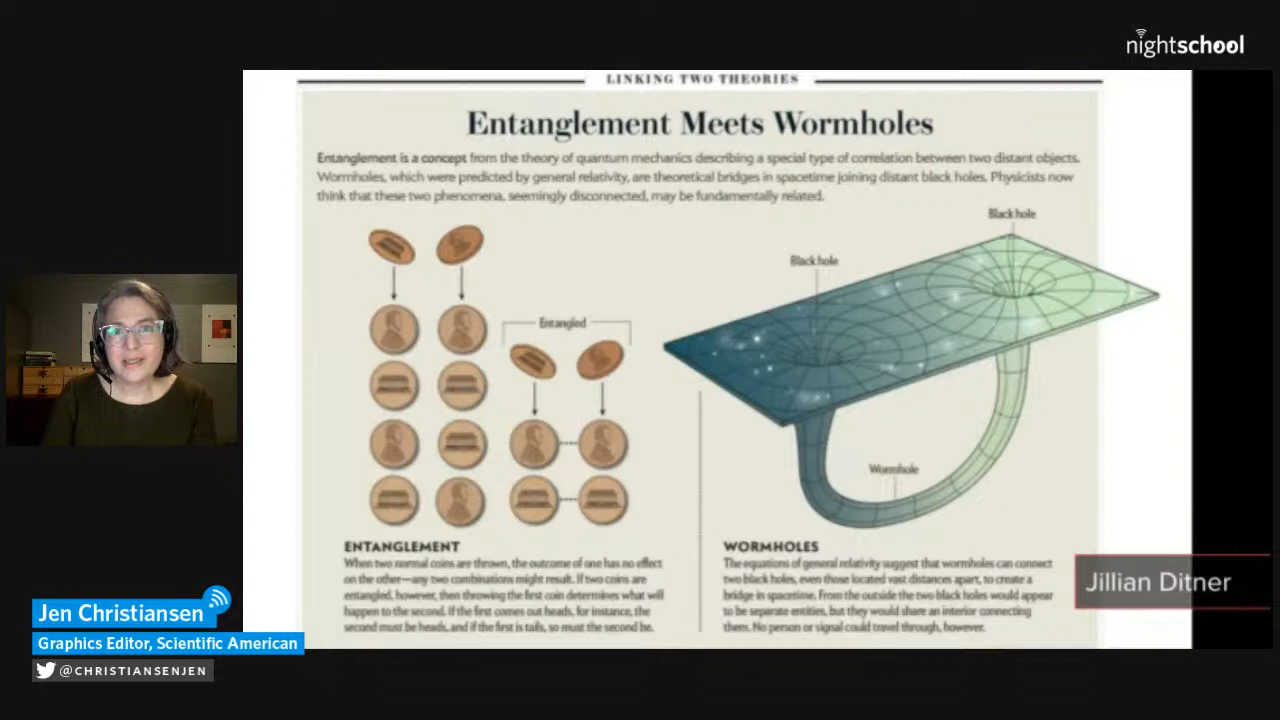 nightschool
LINKING TWO THEORIES
Entanglement Meets Wormholes
Entanglement is a concept from the theory of quantum mechanics describing a special type of correlation between two distant objects.
Wormholes, which were predicted by general relativity, are theoretical bridges in spacetime joining distant black holes. Physicists now
think that these two phenomena, seemingly disconnected, may be fundamentally related.
Black hole
Black hole
Entangled
Wormhole
ENTANGLEMENT
When two normal coins are thrown, the outcome of one has no effect
on the other—any two combinations might result. If two coins are
entangled, however, then throwing the first coin determines what will
happen to the second. If the first comes out heads, for instance, the
second must be heads, and if the first is tails, so must the second be.
WORMHOLES
The equations of general relativity suggest that wormholes can connect
two black holes, even those located vast distances apart, to create a
bridge in spacetime. From the outside the two black holes would appear
to be separate entities, but they would share an interior connecting
them. No person or signal could travel through, however.
Jillian Ditner
Jen Christiansen
Graphics Editor, Scientific American
@CHRISTIANSENJEN